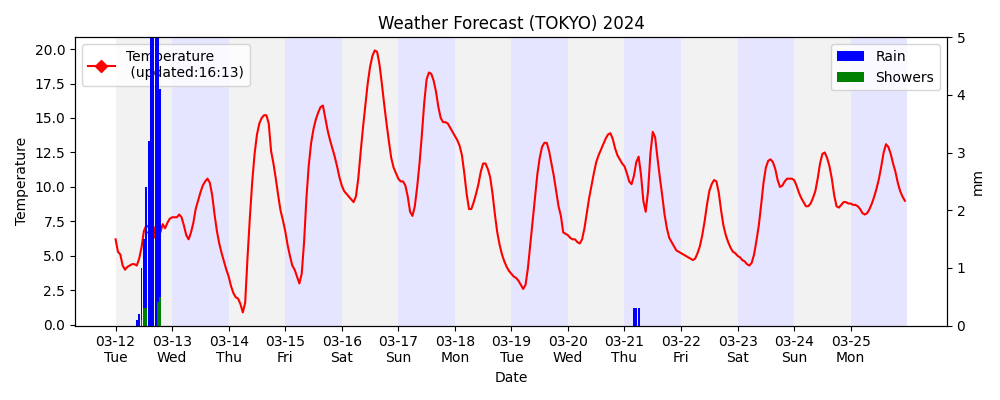 Weather Forecast (TOKYO) 2024
Temperature
(updated:16:13)
Rain
Showers
20.0
17.5
15.0
12.5
10.0
7.5
5.0
2.5
0.0
Temperature
5
4
3
2
1
0
mm
03-12 03-13 03-14 03-15 03-16 03-17 03-18 03-19 03-20 03-21 03-22 03-23 03-24 03-25
Tue Wed Thu Fri Sat Sun Mon Tue Wed Thu Fri Sat Sun Mon
Date